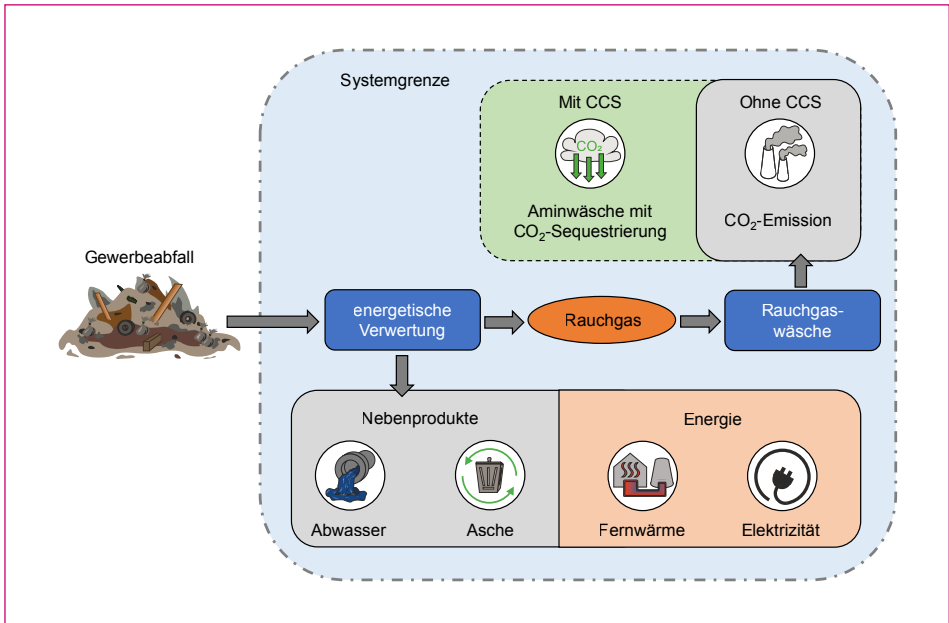 Systemgrenze
Mit CCS
Ohne CCS
CO₂
Aminwäsche mit
CO₂-Sequestrierung
CO₂-Emission
Gewerbeabfall
energetische
Verwertung
Rauchgas
Rauchgas-
wäsche
Nebenprodukte
Energie
Abwasser
Asche
Fernwärme
Elektrizität